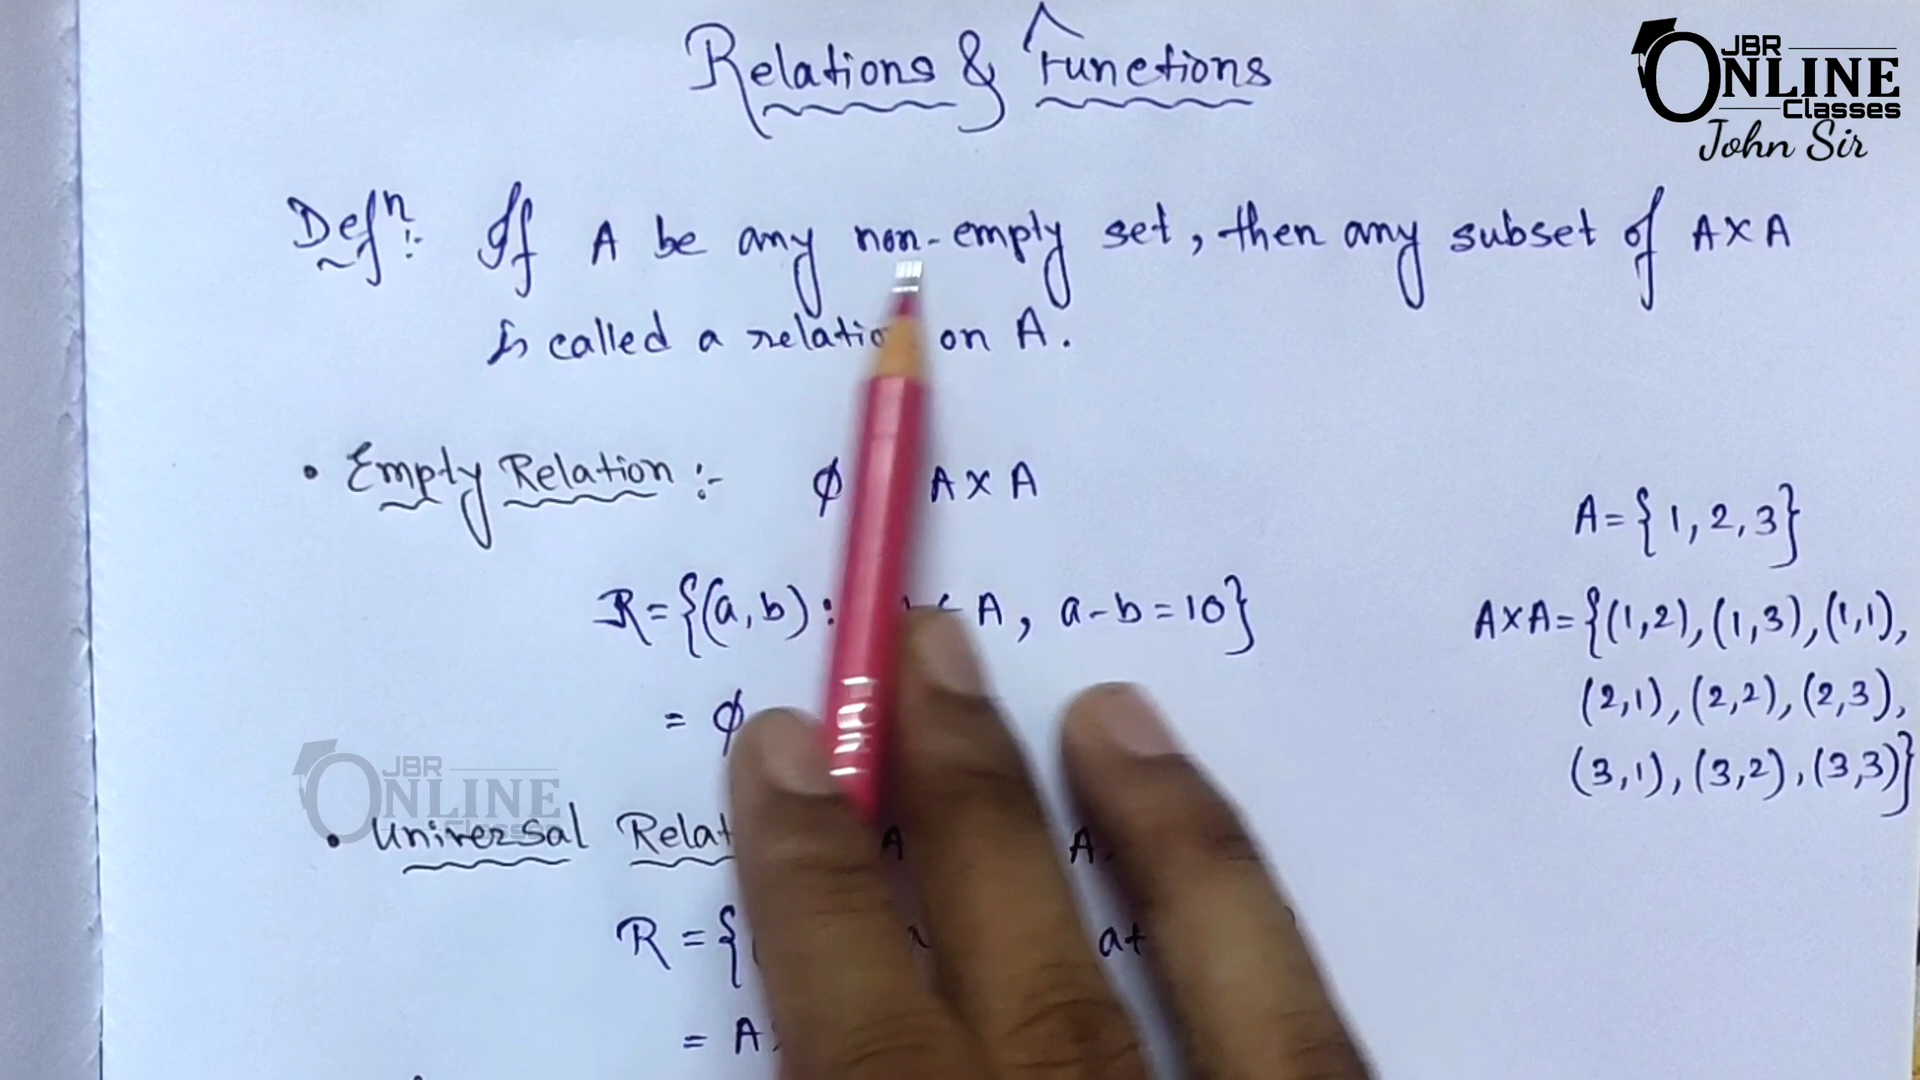 Relations & Functions
JBR
ONLINE
Classes
John Sir
Defⁿ:- If A be any non-empty set, then any subset of A×A
is called a relation on A.
• Empty Relation :- ϕ A×A
R={(a,b): A, a-b=10}
= ϕ
A={1,2,3}
A×A={(1,2),(1,3),(1,1),
(2,1),(2,2),(2,3),
(3,1),(3,2),(3,3)}
JBR
ONLINE
Classes
• Universal Relat A A
R={ a+
= A